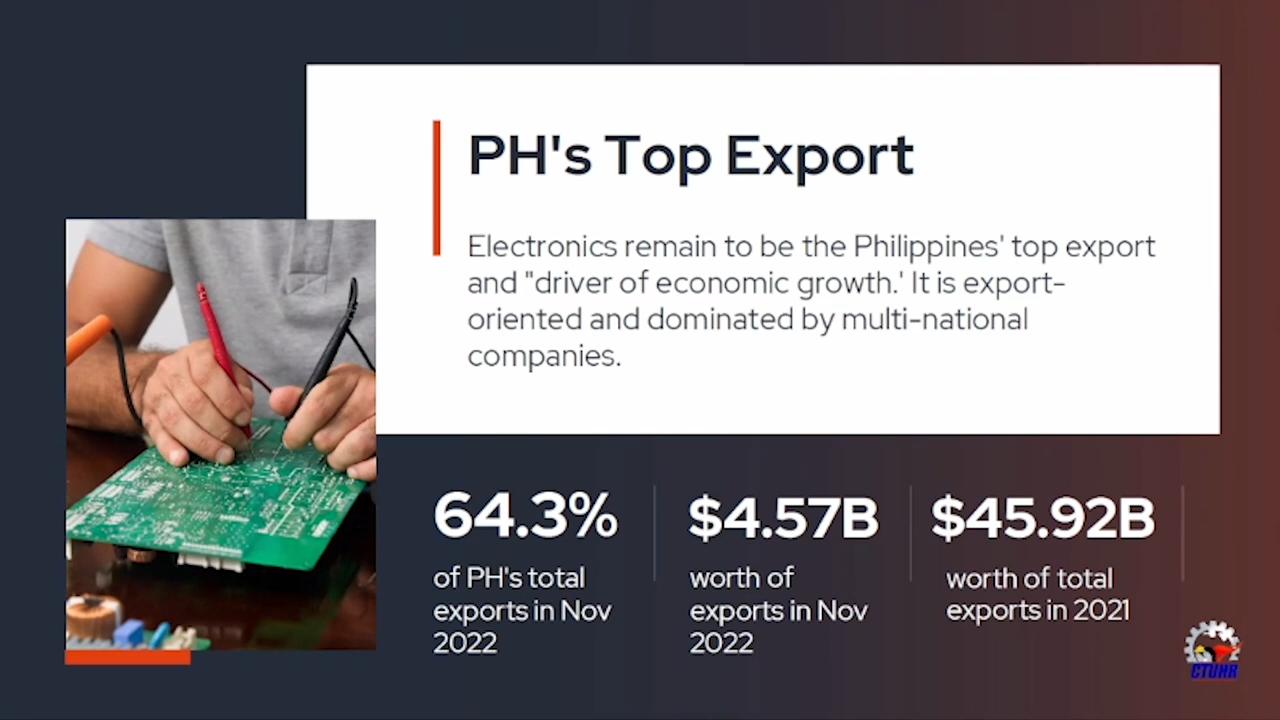 PH's Top Export
Electronics remain to be the Philippines' top export
and "driver of economic growth.' It is export-
oriented and dominated by multi-national
companies.
64.3%
of PH's total
exports in Nov
2022
$4.57B
worth of
exports in Nov
2022
$45.92B
worth of total
exports in 2021
CTUHR